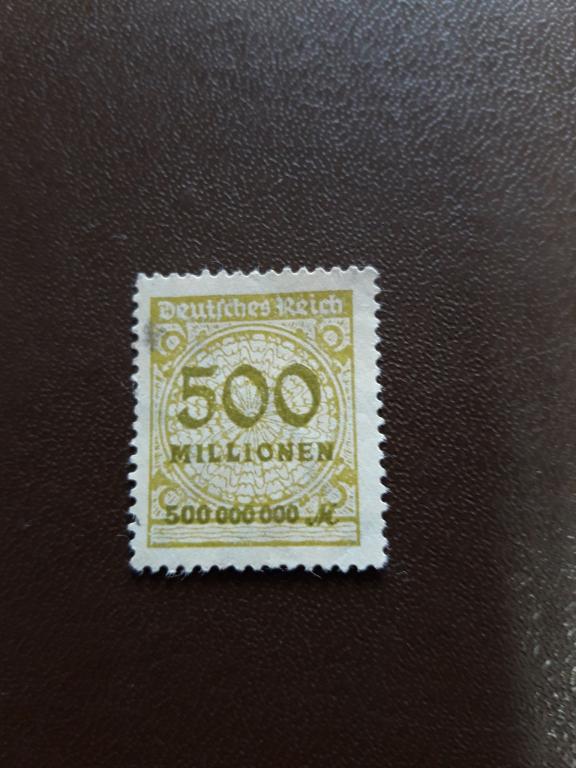 Deutsches Reich
500
MILLIONEN
500 000 000 M